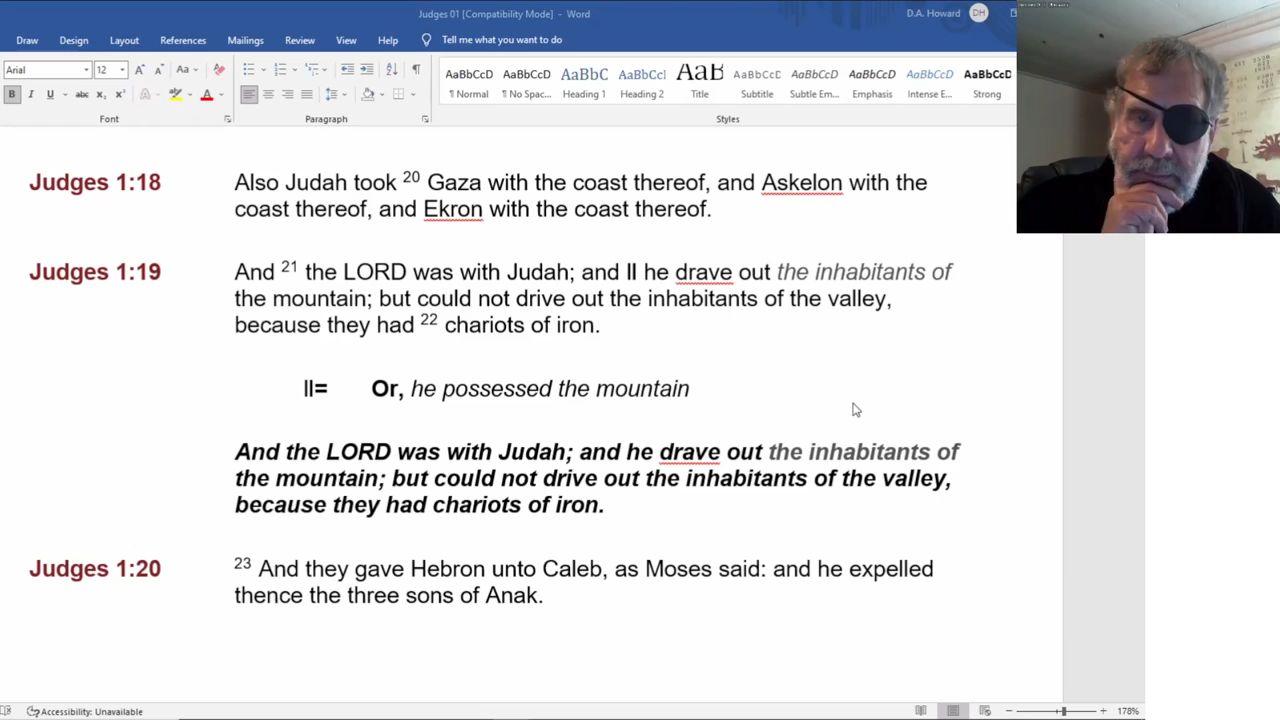 Judges 01 [Compatibility Mode] - Word
D.A. Howard DH
Draw Design Layout References Mailings Review View Help Tell me what you want to do
Arial 12 Aa
AaBbCcD AaBbCcD AaBbC AaBbCcl AaB AaBbCcD AaBbCcD AaBbCcD AaBbCcD AaBbCcD
B I U abc x₂ x² A A
¶ Normal ¶ No Spac... Heading 1 Heading 2 Title Subtitle Subtle Em... Emphasis Intense E... Strong
Font Paragraph Styles
Judges 1:18 Also Judah took 20 Gaza with the coast thereof, and Askelon with the
coast thereof, and Ekron with the coast thereof.
Judges 1:19 And 21 the LORD was with Judah; and ll he drave out the inhabitants of
the mountain; but could not drive out the inhabitants of the valley,
because they had 22 chariots of iron.
ll= Or, he possessed the mountain
And the LORD was with Judah; and he drave out the inhabitants of
the mountain; but could not drive out the inhabitants of the valley,
because they had chariots of iron.
Judges 1:20 23 And they gave Hebron unto Caleb, as Moses said: and he expelled
thence the three sons of Anak.
Accessibility: Unavailable
178%